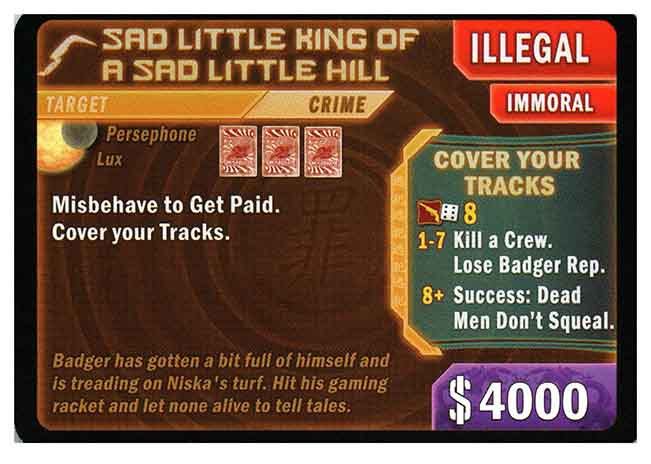 SAD LITTLE KING OF
A SAD LITTLE HILL
ILLEGAL
IMMORAL
TARGET
CRIME
Persephone
Lux
Misbehave to Get Paid.
Cover your Tracks.
罪
COVER YOUR
TRACKS
8
1-7 Kill a Crew.
Lose Badger Rep.
8+ Success: Dead
Men Don't Squeal.
Badger has gotten a bit full of himself and
is treading on Niska's turf. Hit his gaming
racket and let none alive to tell tales.
$ 4000